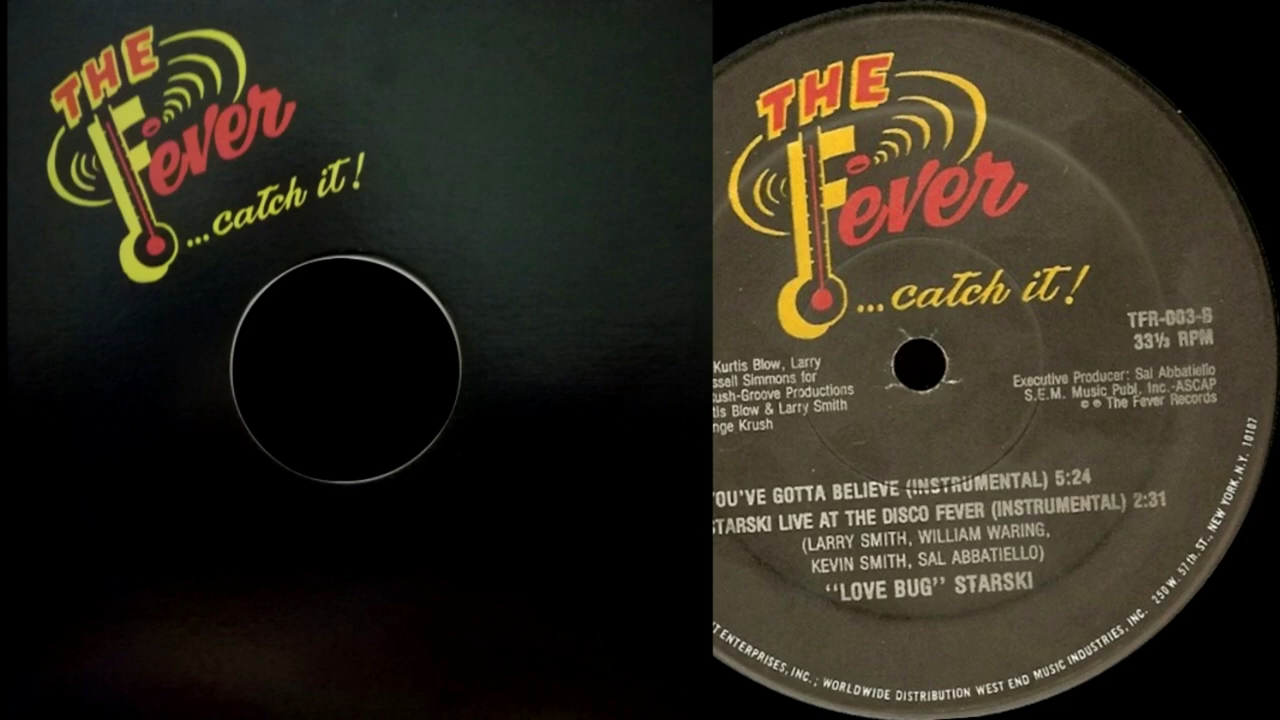 THE
Fever
...catch it!
THE
Fever
...catch it!
TFR-003-B
33⅓ RPM
Kurtis Blow, Larry
ssell Simmons for
ush-Groove Productions
tis Blow & Larry Smith
nge Krush
Executive Producer: Sal Abbatiello
S.E.M. Music Publ. Inc.-ASCAP
© ℗ The Fever Records
OU'VE GOTTA BELIEVE (INSTRUMENTAL) 5:24
STARSKI LIVE AT THE DISCO FEVER (INSTRUMENTAL) 2:31
(LARRY SMITH, WILLIAM WARING,
KEVIN SMITH, SAL ABBATIELLO)
“LOVE BUG” STARSKI
T ENTERPRISES, INC.; WORLDWIDE DISTRIBUTION WEST END MUSIC INDUSTRIES, INC. 250 W. 57th. ST., NEW YORK, N.Y. 10107